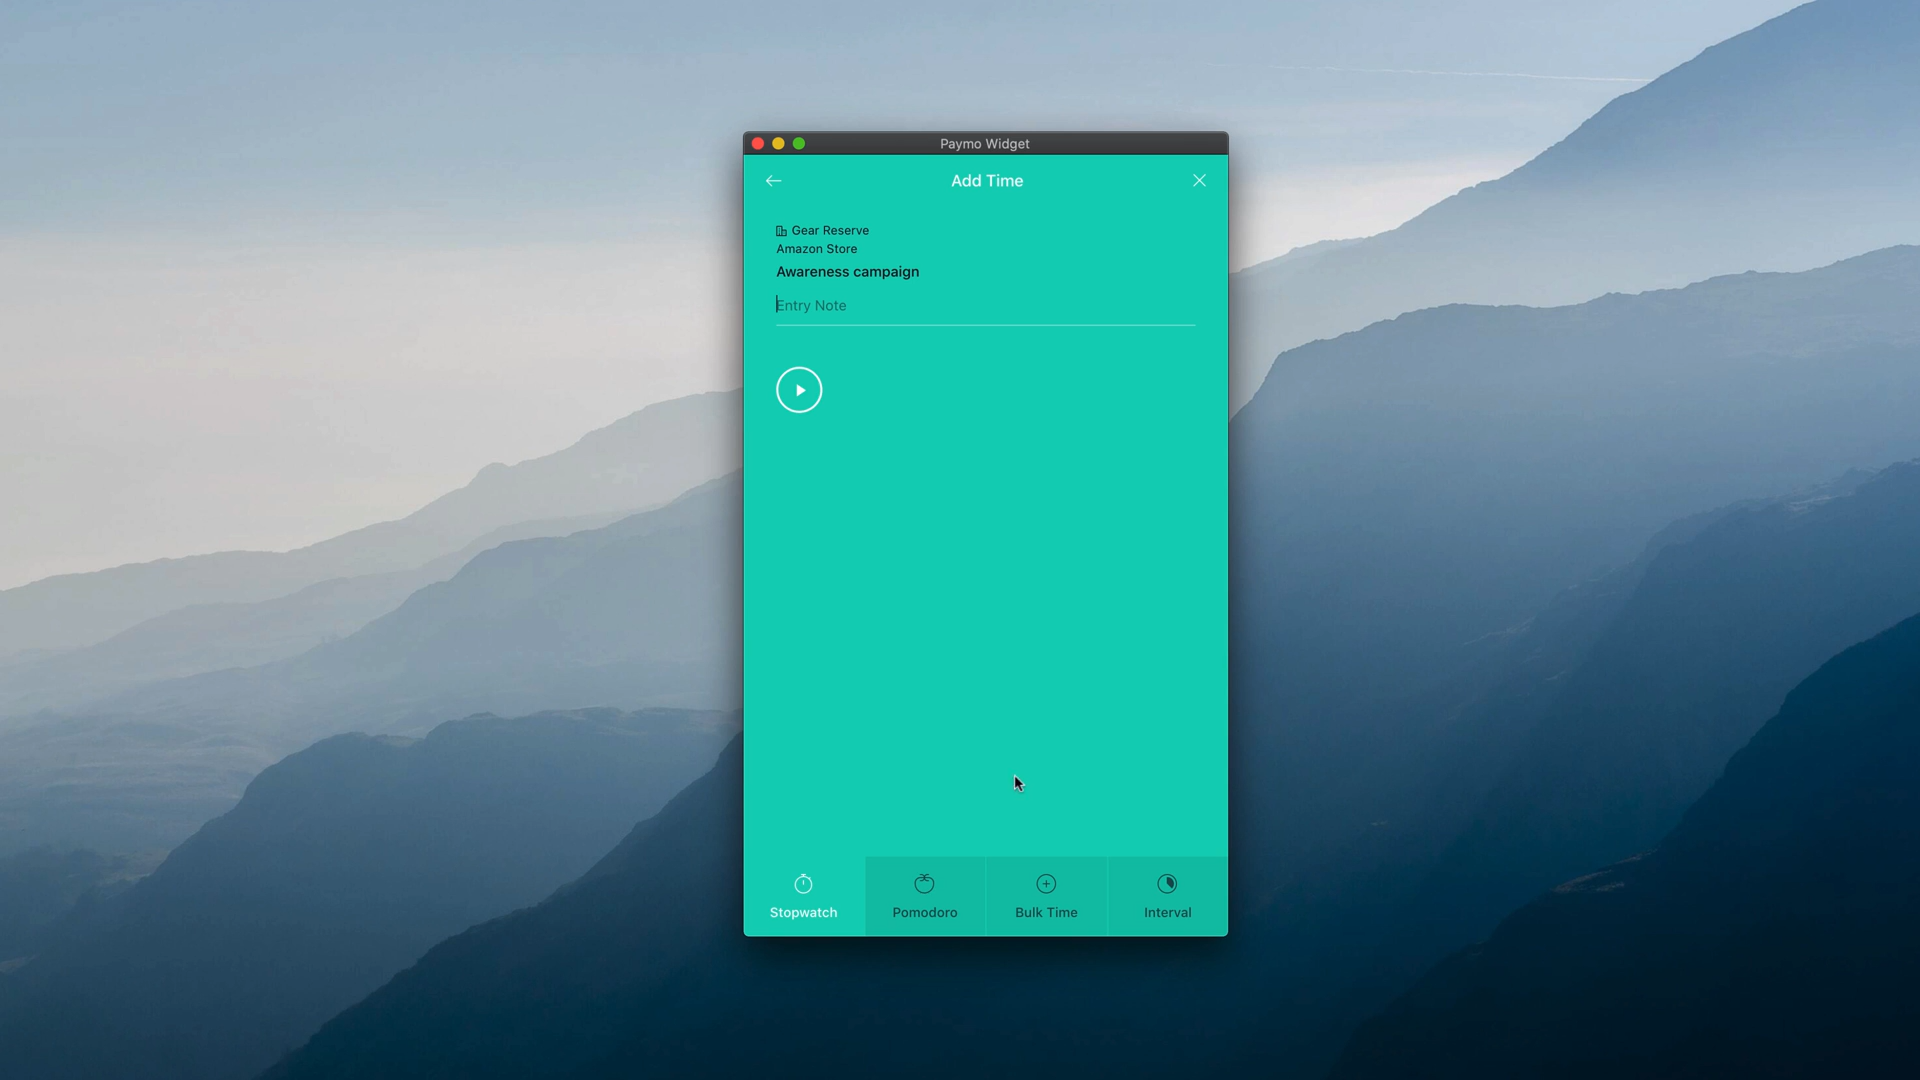 Paymo Widget
Add Time
Gear Reserve
Amazon Store
Awareness campaign
Entry Note
Stopwatch
Pomodoro
Bulk Time
Interval